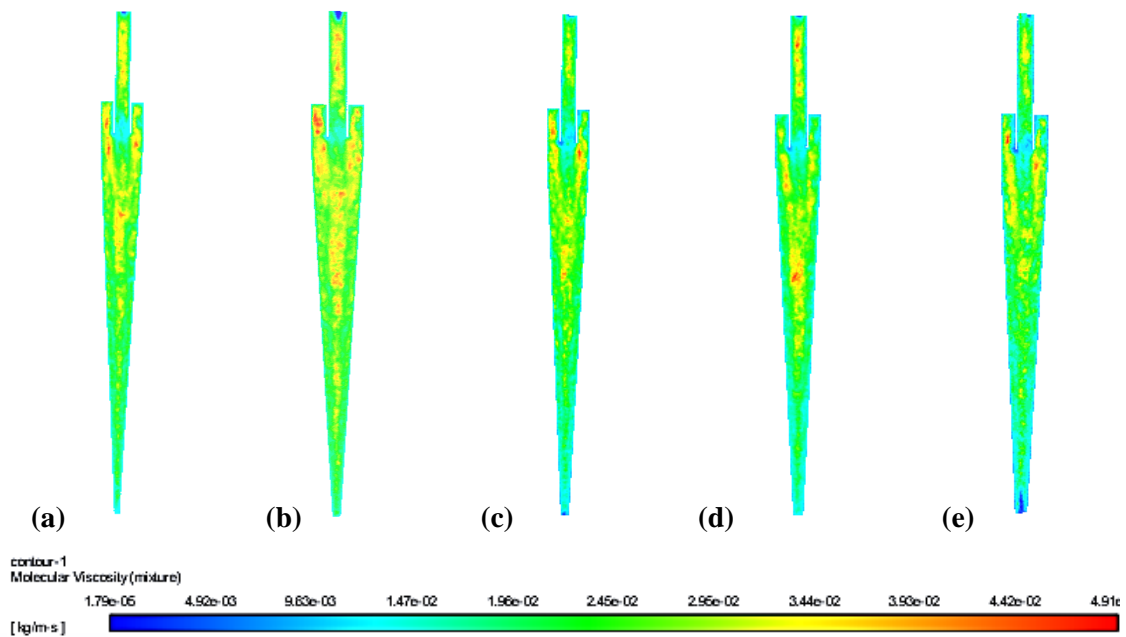 (a) (b) (c) (d) (e)
contour-1
Molecular Viscosity (mixture)
1.79e-05 4.92e-03 9.83e-03 1.47e-02 1.96e-02 2.45e-02 2.95e-02 3.44e-02 3.93e-02 4.42e-02 4.91e
[ kg/m-s ]